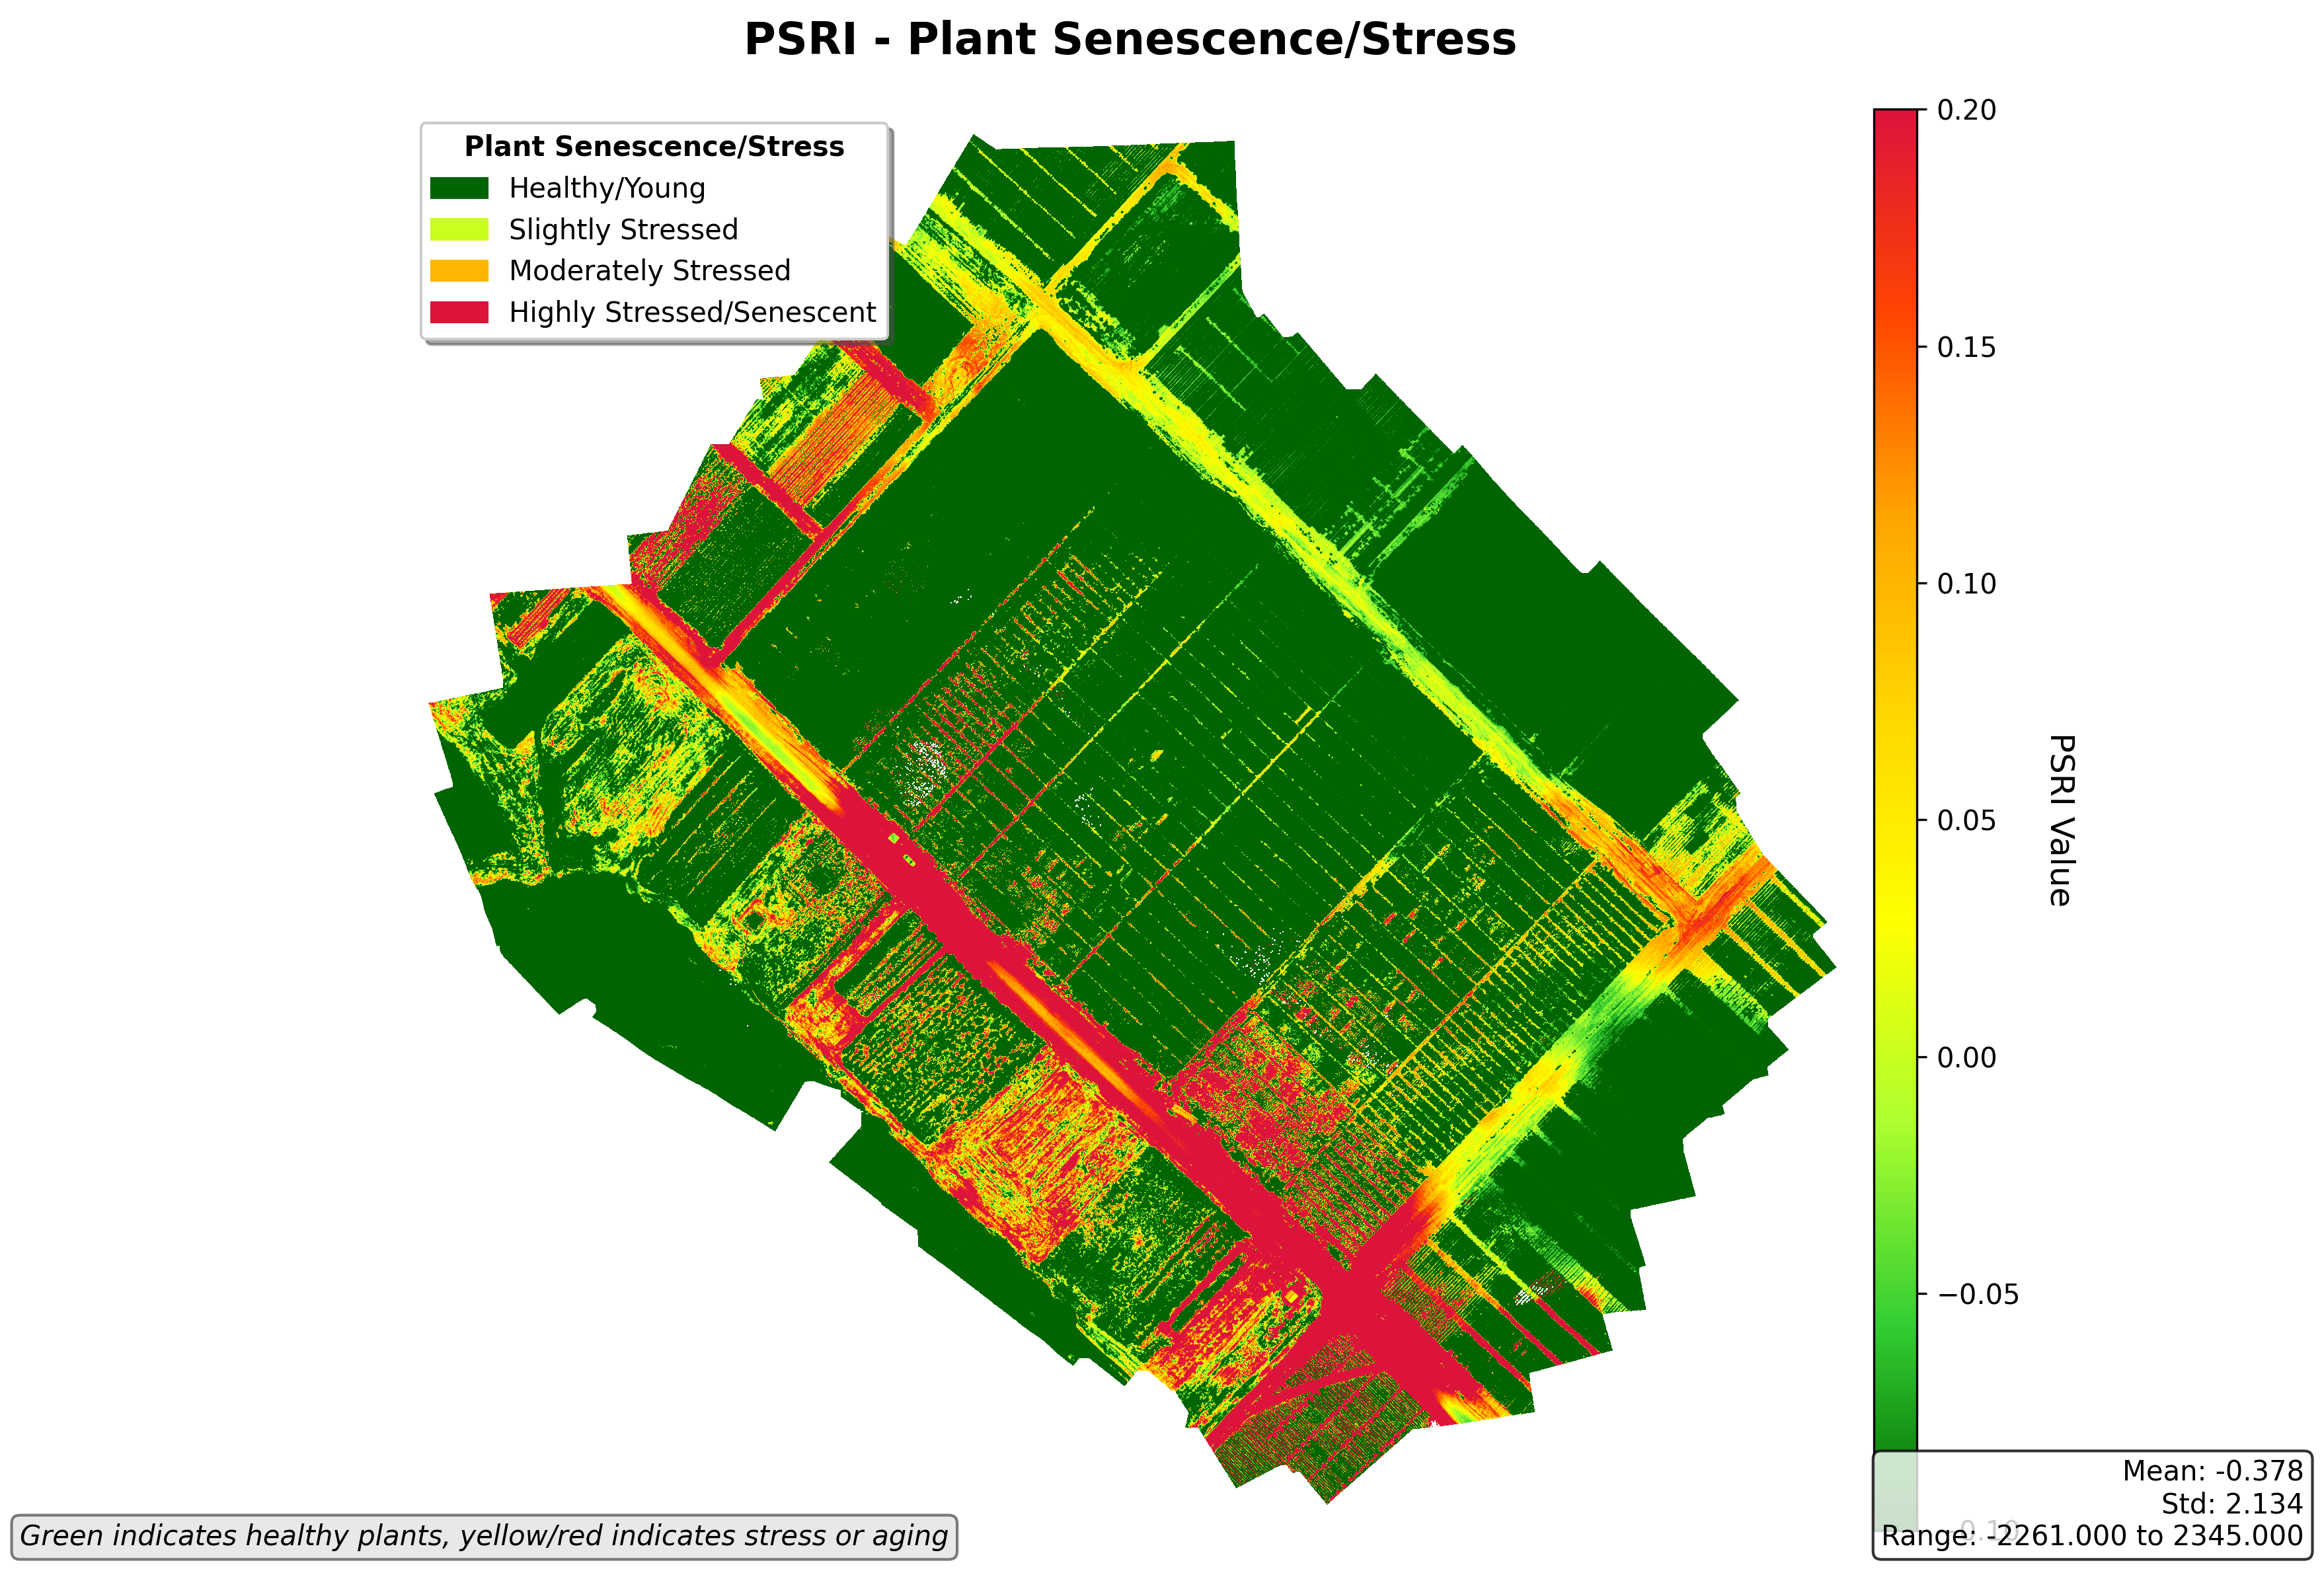 PSRI - Plant Senescence/Stress
Plant Senescence/Stress
Healthy/Young
Slightly Stressed
Moderately Stressed
Highly Stressed/Senescent
0.20
0.15
0.10
0.05
0.00
−0.05
−0.10
PSRI Value
Mean: -0.378
Std: 2.134
Range: -2261.000 to 2345.000
Green indicates healthy plants, yellow/red indicates stress or aging